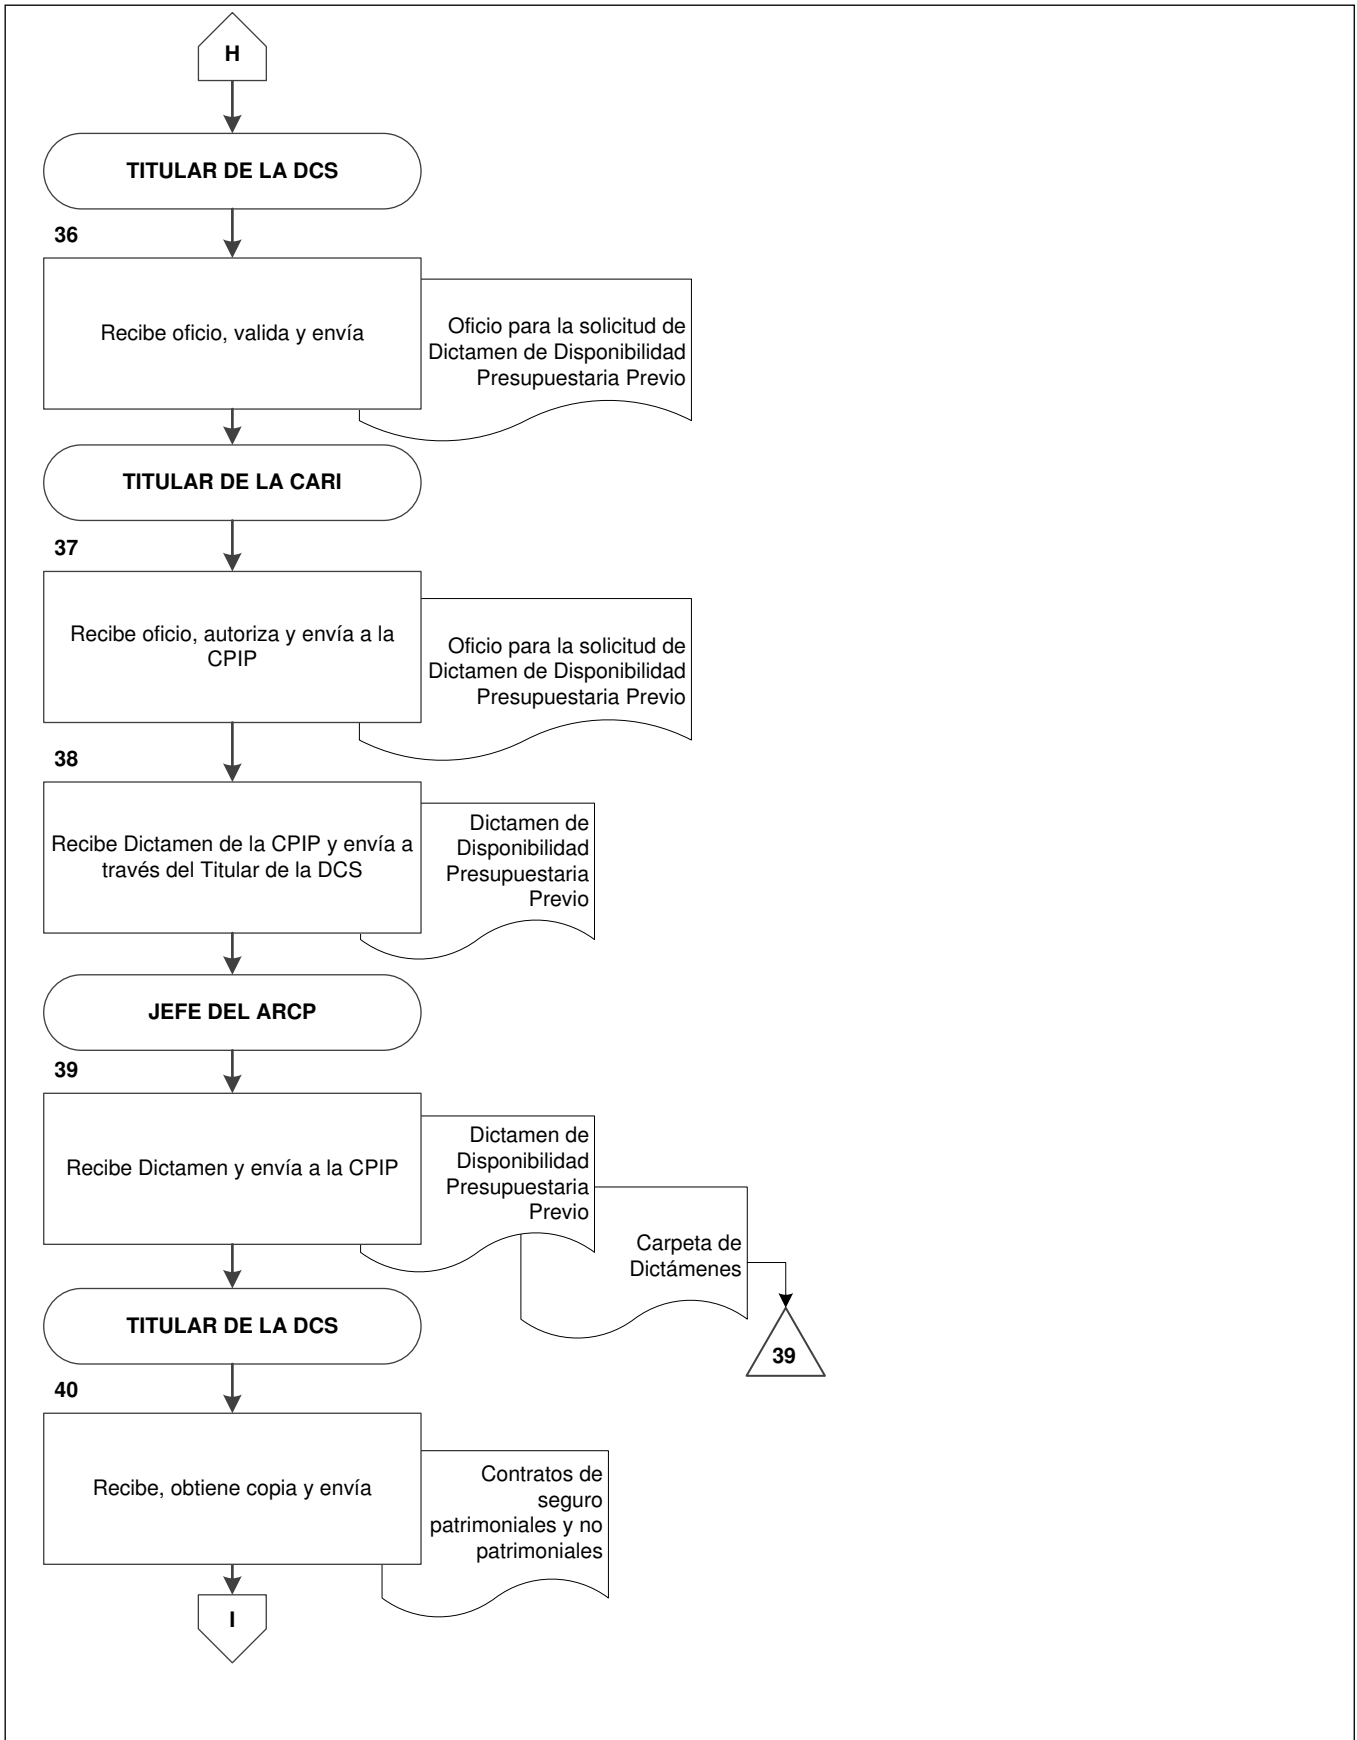 H
TITULAR DE LA DCS
36
Recibe oficio, valida y envía
Oficio para la solicitud de
Dictamen de Disponibilidad
Presupuestaria Previo
TITULAR DE LA CARI
37
Recibe oficio, autoriza y envía a la
CPIP
Oficio para la solicitud de
Dictamen de Disponibilidad
Presupuestaria Previo
38
Recibe Dictamen de la CPIP y envía a
través del Titular de la DCS
Dictamen de
Disponibilidad
Presupuestaria
Previo
JEFE DEL ARCP
39
Recibe Dictamen y envía a la CPIP
Dictamen de
Disponibilidad
Presupuestaria
Previo
Carpeta de
Dictámenes
39
TITULAR DE LA DCS
40
Recibe, obtiene copia y envía
Contratos de
seguro
patrimoniales y no
patrimoniales
I